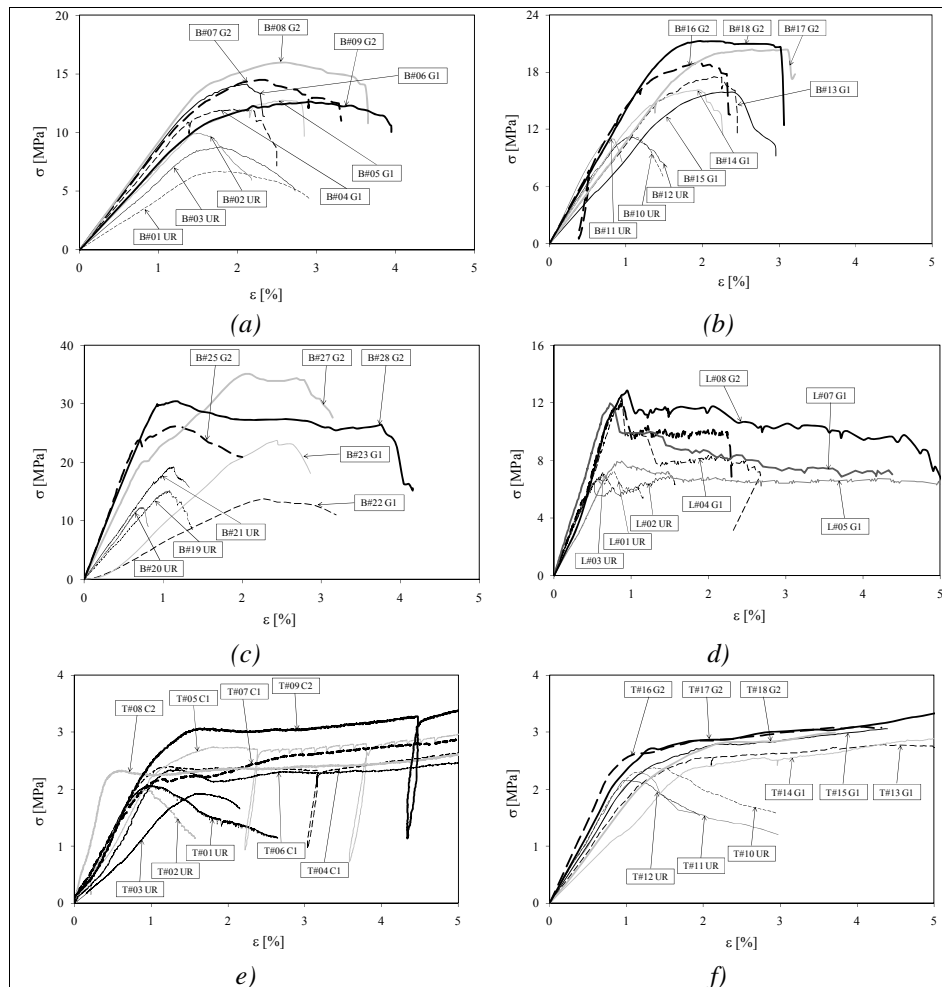 20
15
10
5
0
0 1 2 3 4 5
σ [MPa]
ε [%]
B#07 G2
B#08 G2
B#09 G2
B#06 G1
B#05 G1
B#04 G1
B#02 UR
B#03 UR
B#01 UR
(a)
24
18
12
6
0
0 1 2 3 4 5
σ [MPa]
ε [%]
B#16 G2
B#18 G2
B#17 G2
B#13 G1
B#14 G1
B#15 G1
B#12 UR
B#10 UR
B#11 UR
(b)
40
30
20
10
0
0 1 2 3 4 5
σ [MPa]
ε [%]
B#25 G2
B#27 G2
B#28 G2
B#23 G1
B#22 G1
B#21 UR
B#19 UR
B#20 UR
(c)
16
12
8
4
0
0 1 2 3 4 5
σ [MPa]
ε [%]
L#08 G2
L#07 G1
L#04 G1
L#02 UR
L#05 G1
L#01 UR
L#03 UR
d)
4
3
2
1
0
0 1 2 3 4 5
σ [MPa]
ε [%]
T#08 C2
T#05 C1
T#07 C1
T#09 C2
T#01 UR
T#06 C1
T#02 UR
T#04 C1
T#03 UR
e)
4
3
2
1
0
0 1 2 3 4 5
σ [MPa]
ε [%]
T#16 G2
T#17 G2
T#18 G2
T#14 G1
T#15 G1
T#13 G1
T#10 UR
T#11 UR
T#12 UR
f)